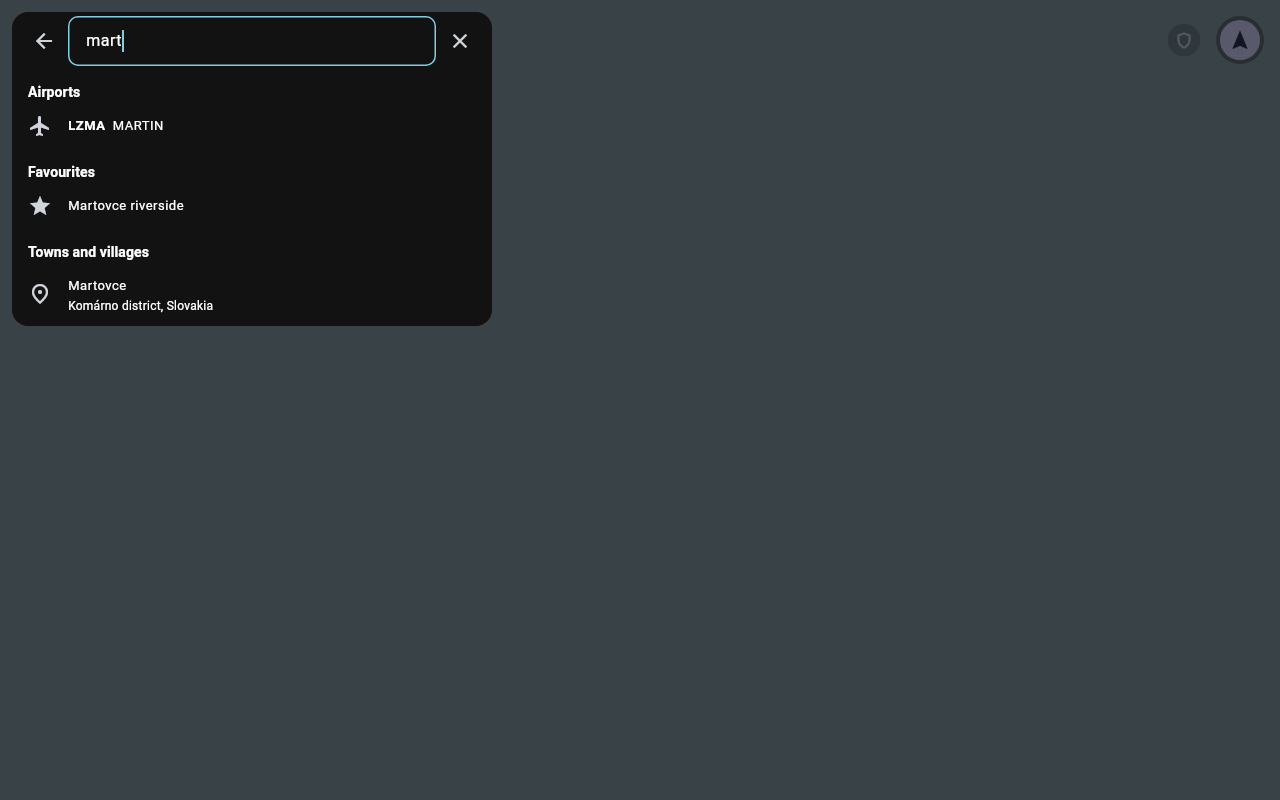 mart
Airports
LZMA MARTIN
Favourites
Martovce riverside
Towns and villages
Martovce
Komárno district, Slovakia